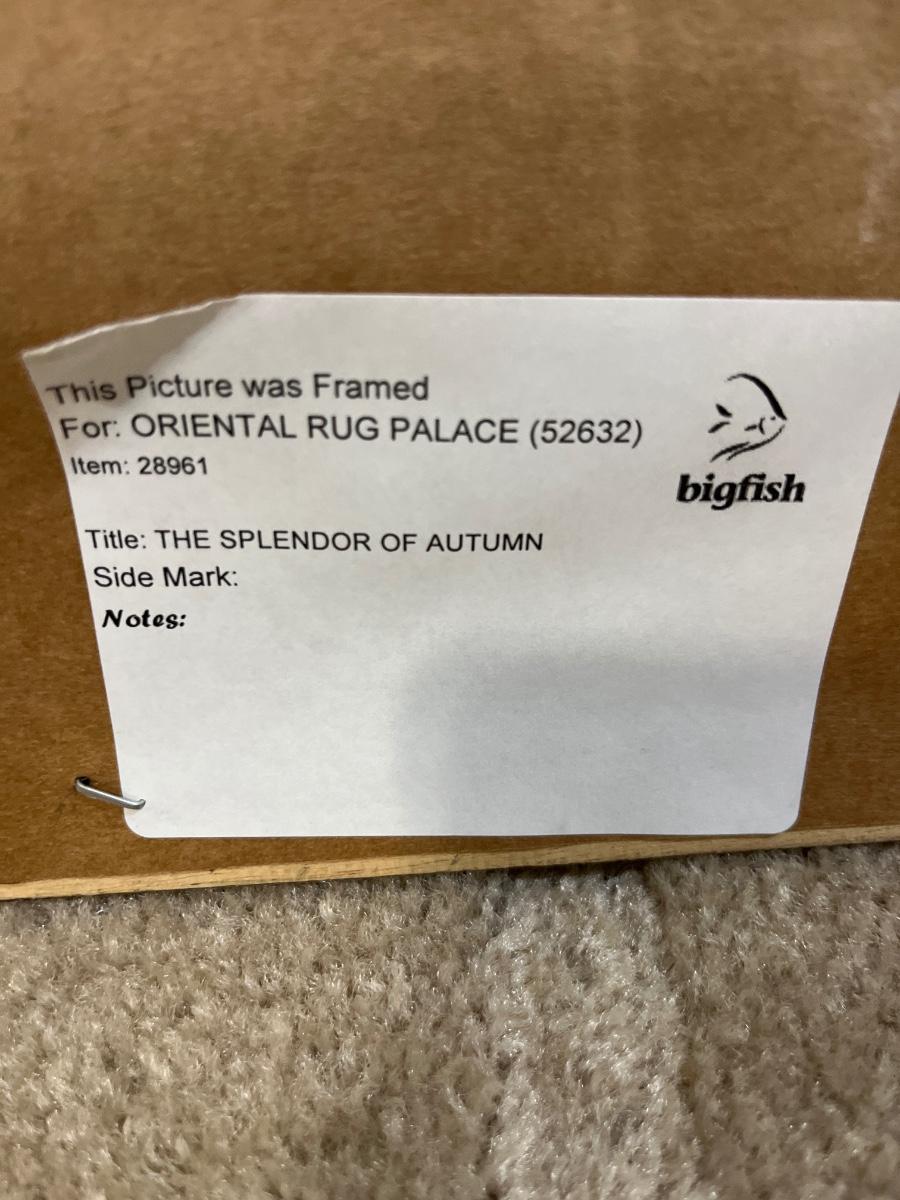 This Picture was Framed
For: ORIENTAL RUG PALACE (52632)
Item: 28961
bigfish
Title: THE SPLENDOR OF AUTUMN
Side Mark:
Notes: